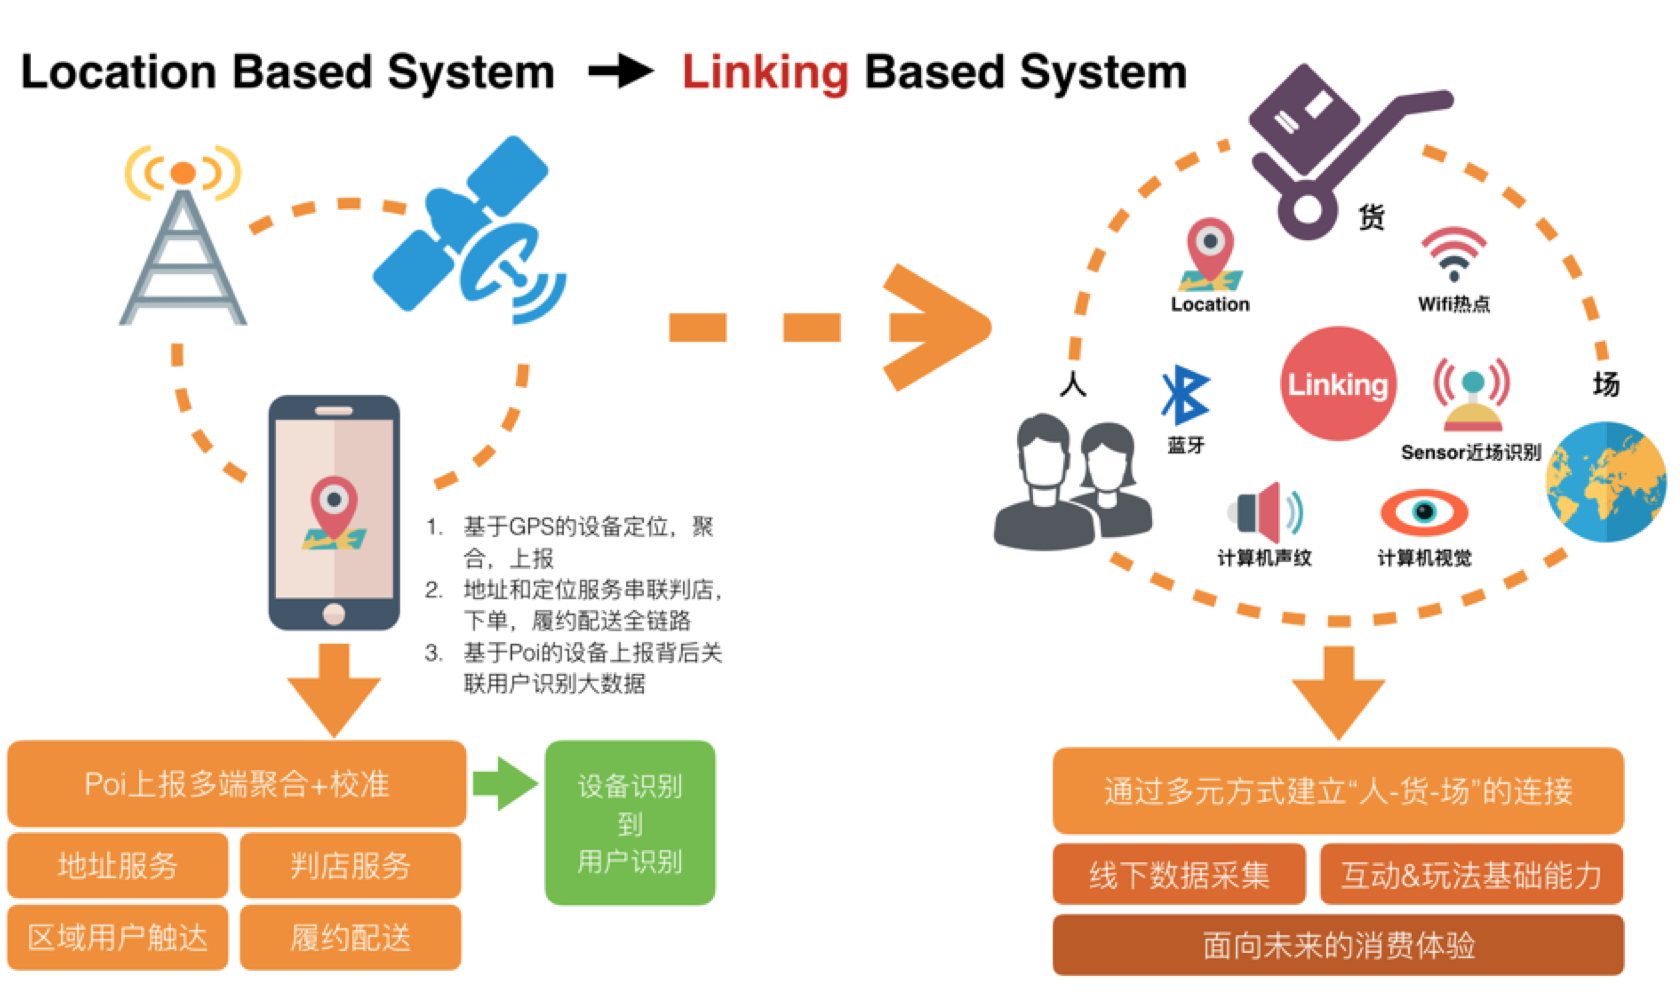 Location Based System → Linking Based System
货
Location
Wifi热点
人
Linking
场
蓝牙
Sensor近场识别
计算机声纹
计算机视觉
1. 基于GPS的设备定位，聚
合，上报
2. 地址和定位服务串联判店，
下单，履约配送全链路
3. 基于Poi的设备上报背后关
联用户识别大数据
Poi上报多端聚合+校准
地址服务
判店服务
区域用户触达
履约配送
设备识别
到
用户识别
通过多元方式建立“人-货-场”的连接
线下数据采集
互动&玩法基础能力
面向未来的消费体验